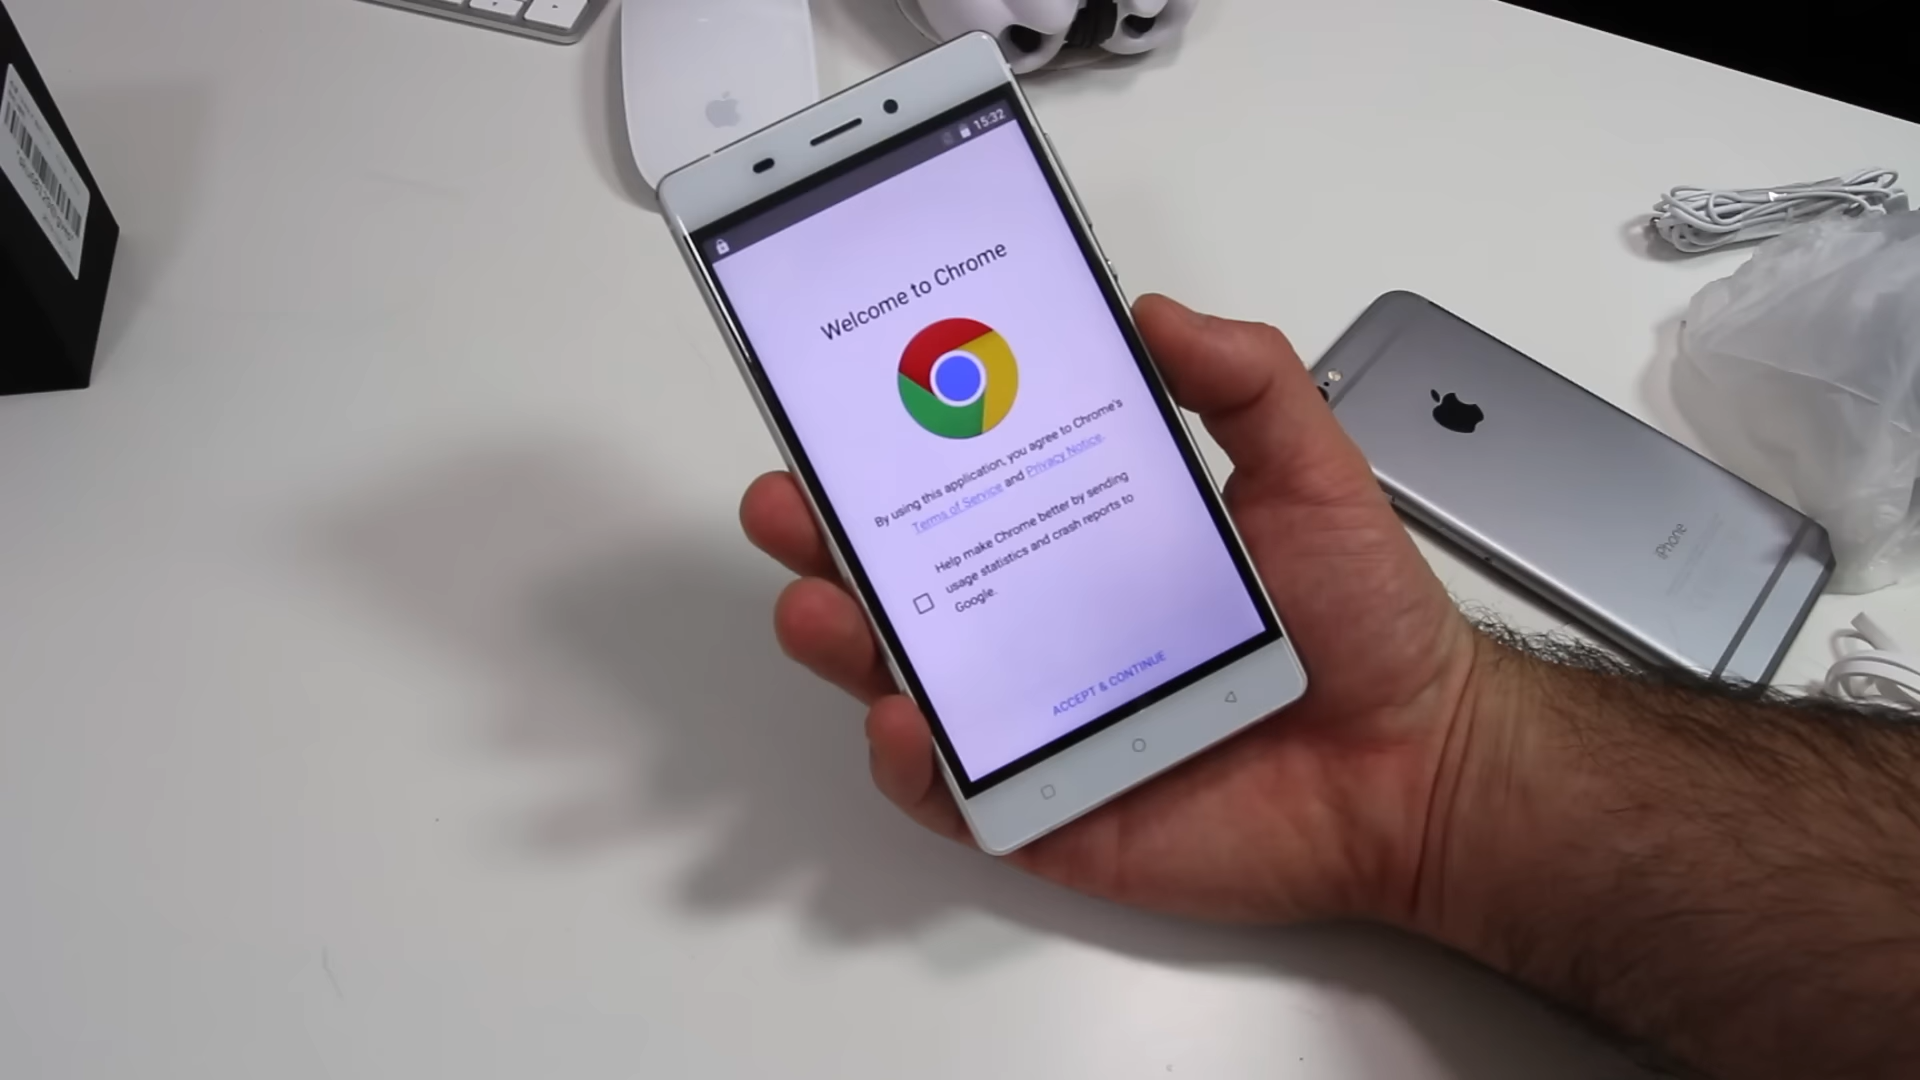 15:32
Welcome to Chrome
By using this application, you agree to Chrome's
Terms of Service and Privacy Notice.
Help make Chrome better by sending
usage statistics and crash reports to
Google.
ACCEPT & CONTINUE
iPhone